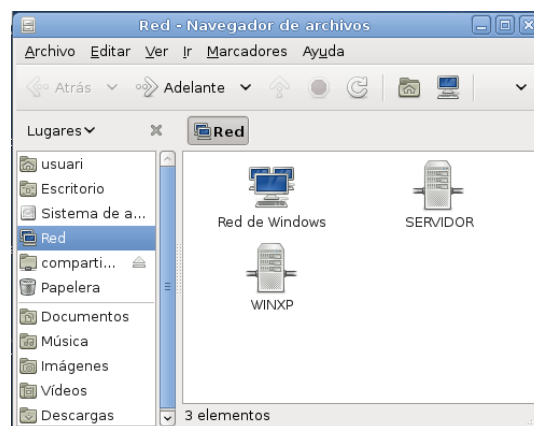 Red - Navegador de archivos
Archivo Editar Ver Ir Marcadores Ayuda
Atrás Adelante
Lugares Red
usuari
Escritorio
Sistema de a...
Red
comparti...
Papelera
Documentos
Música
Imágenes
Vídeos
Descargas
Red de Windows SERVIDOR
WINXP
3 elementos